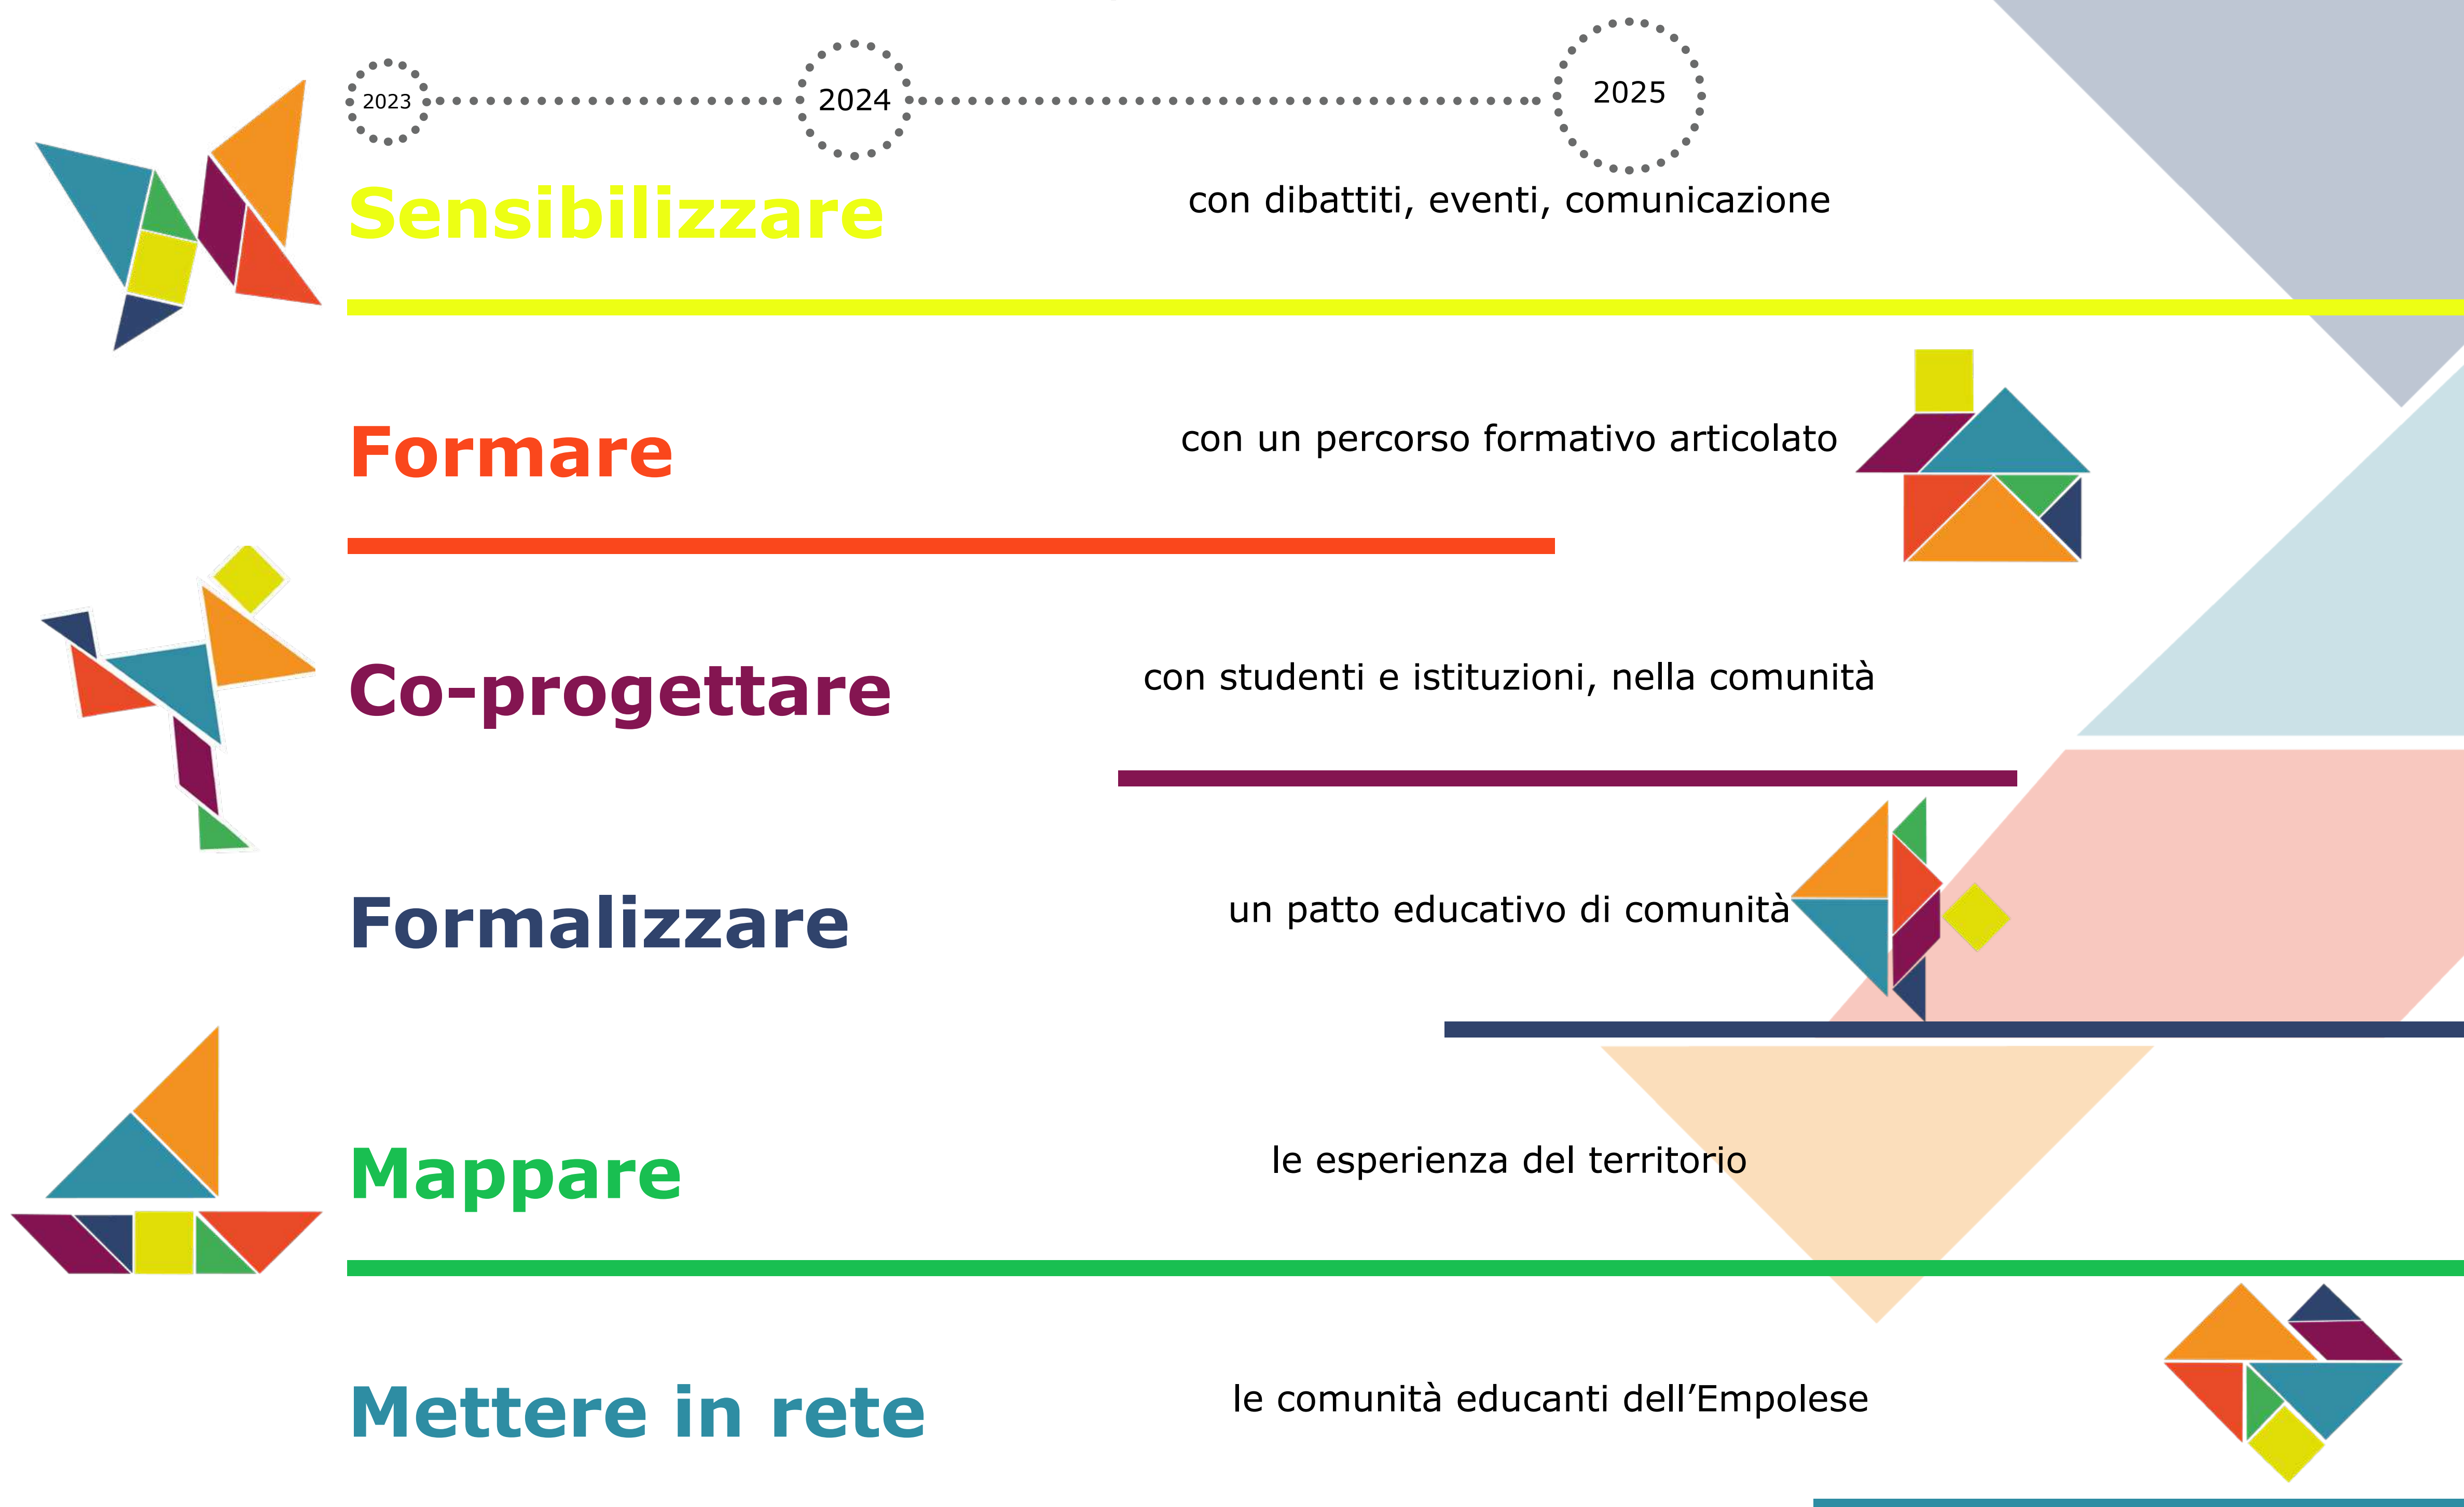 2023
2024
2025
Sensibilizzare
con dibattiti, eventi, comunicazione
Formare
con un percorso formativo articolato
Co-progettare
con studenti e istituzioni, nella comunità
Formalizzare
un patto educativo di comunità
Mappare
le esperienza del territorio
Mettere in rete
le comunità educanti dell’Empolese